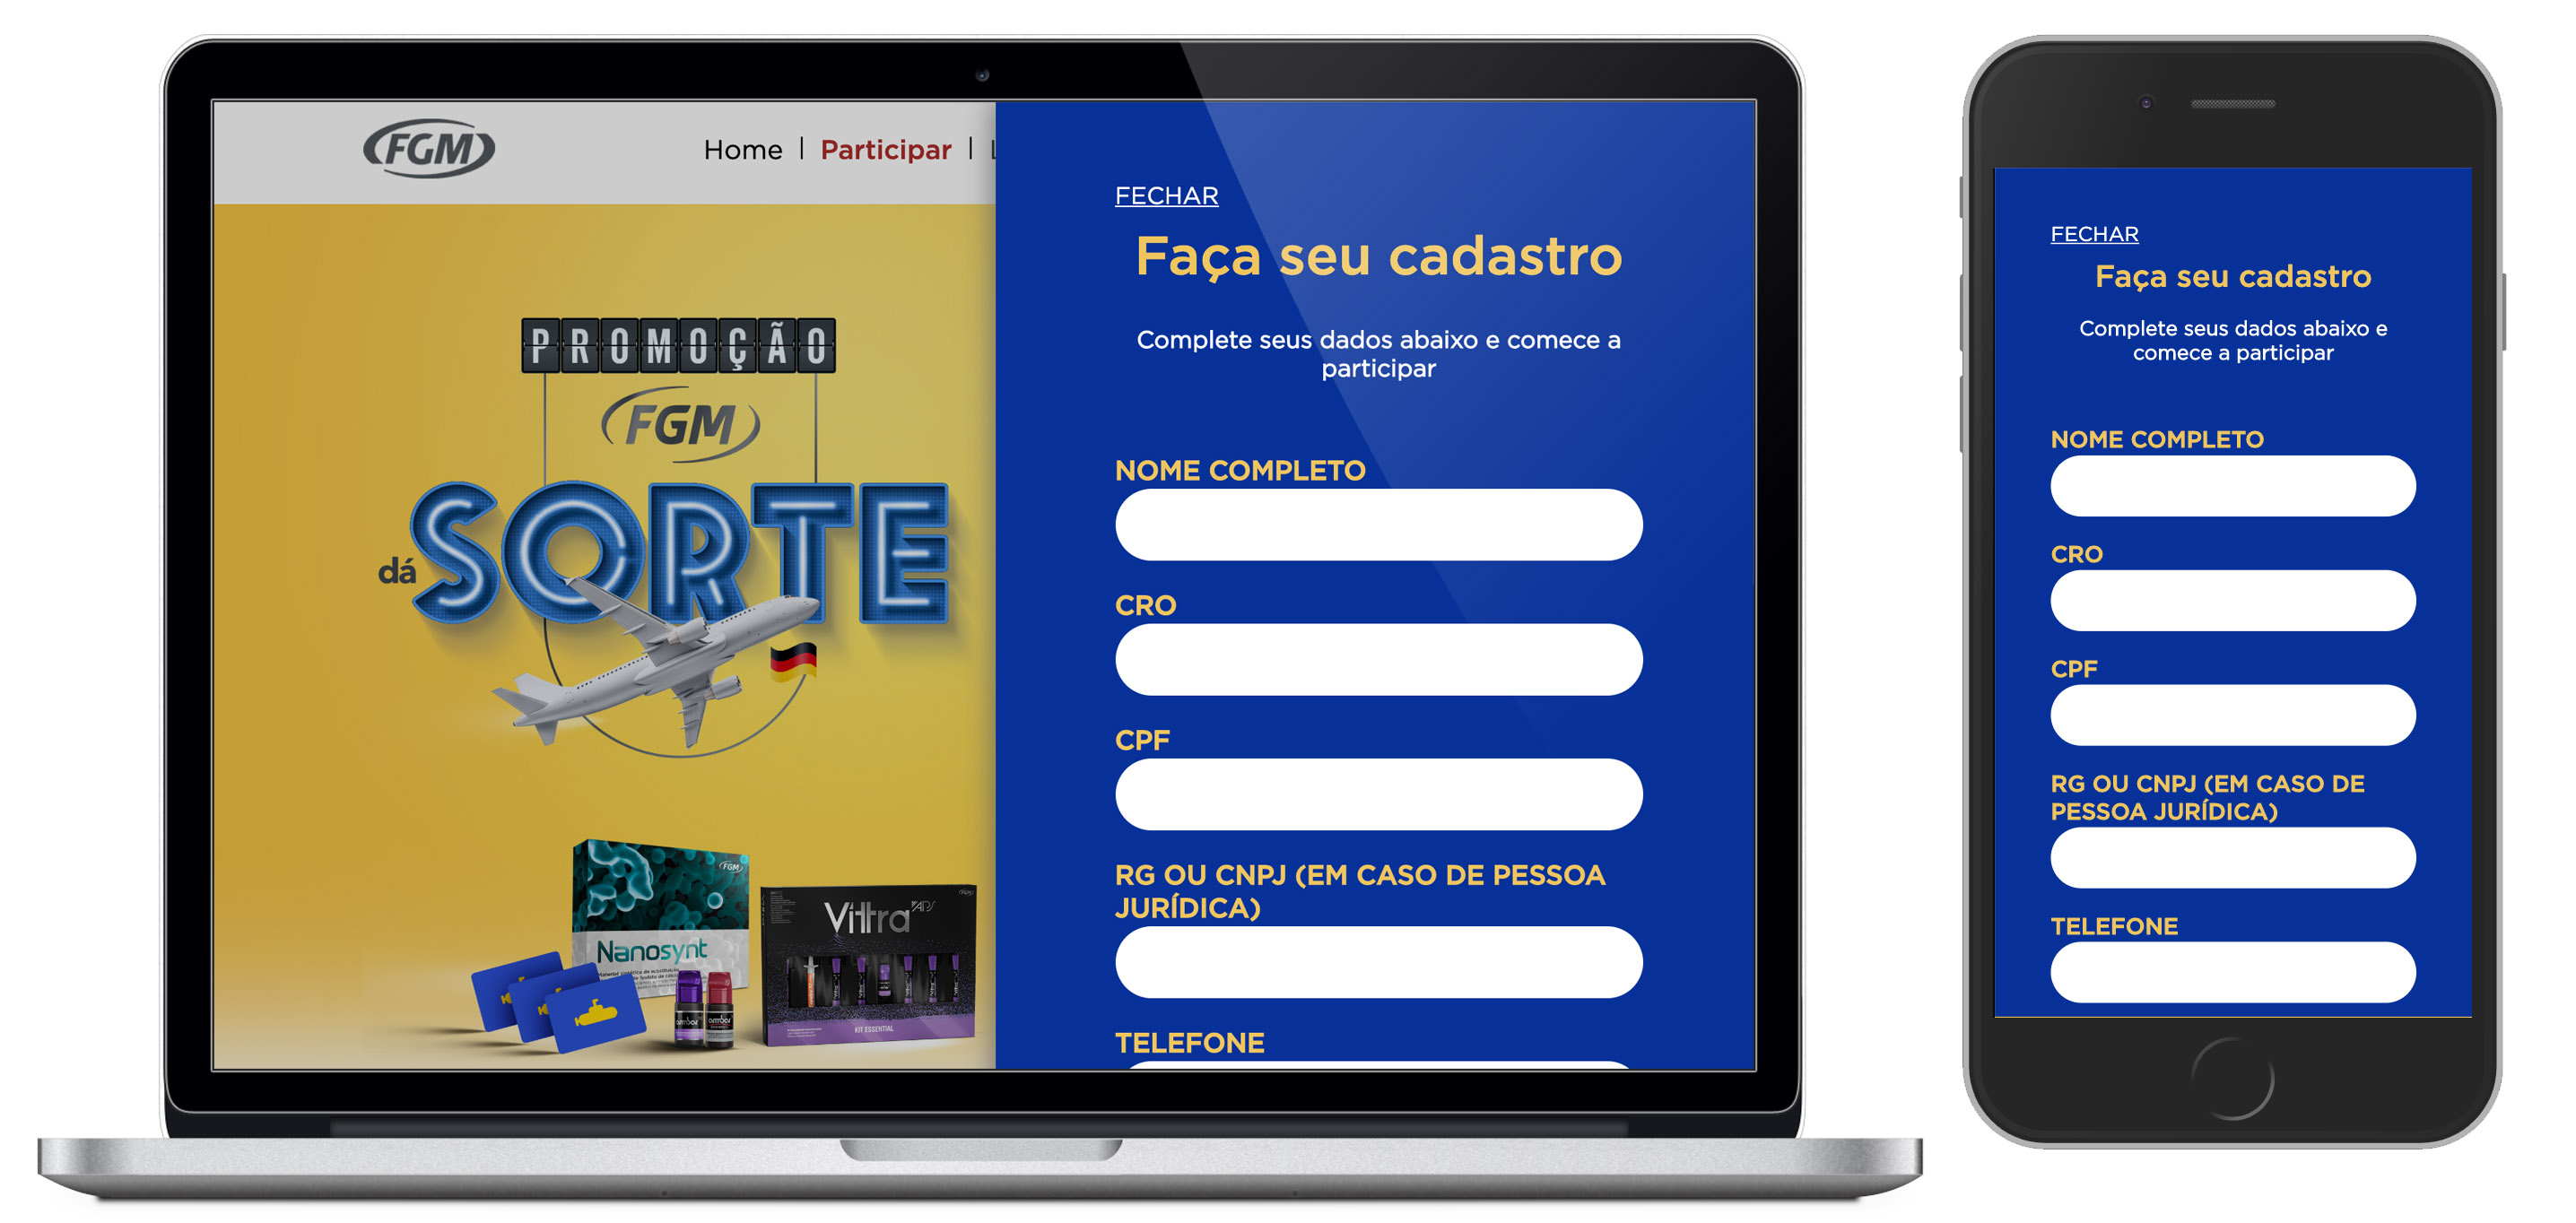 FGM
Home | Participar |
PROMOÇÃO
FGM
dá SORTE
FGM
Nanosynt
Vittra APS
KIT ESSENTIAL
FECHAR
Faça seu cadastro
Complete seus dados abaixo e comece a
participar
NOME COMPLETO
CRO
CPF
RG OU CNPJ (EM CASO DE PESSOA
JURÍDICA)
TELEFONE
FECHAR
Faça seu cadastro
Complete seus dados abaixo e
comece a participar
NOME COMPLETO
CRO
CPF
RG OU CNPJ (EM CASO DE
PESSOA JURÍDICA)
TELEFONE